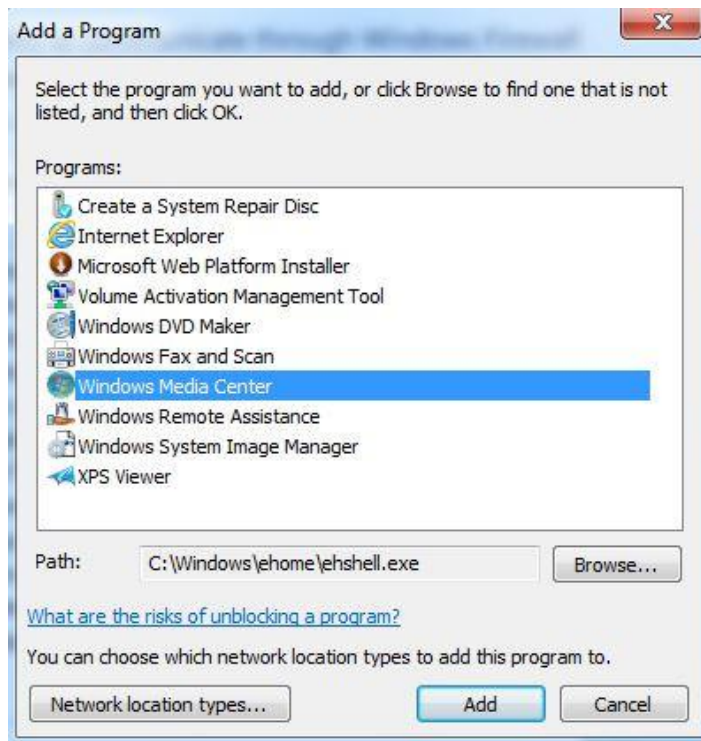 Add a Program
Select the program you want to add, or click Browse to find one that is not
listed, and then click OK.
Programs:
Create a System Repair Disc
Internet Explorer
Microsoft Web Platform Installer
Volume Activation Management Tool
Windows DVD Maker
Windows Fax and Scan
Windows Media Center
Windows Remote Assistance
Windows System Image Manager
XPS Viewer
Path: C:\Windows\ehome\ehshell.exe Browse...
What are the risks of unblocking a program?
You can choose which network location types to add this program to.
Network location types... Add Cancel